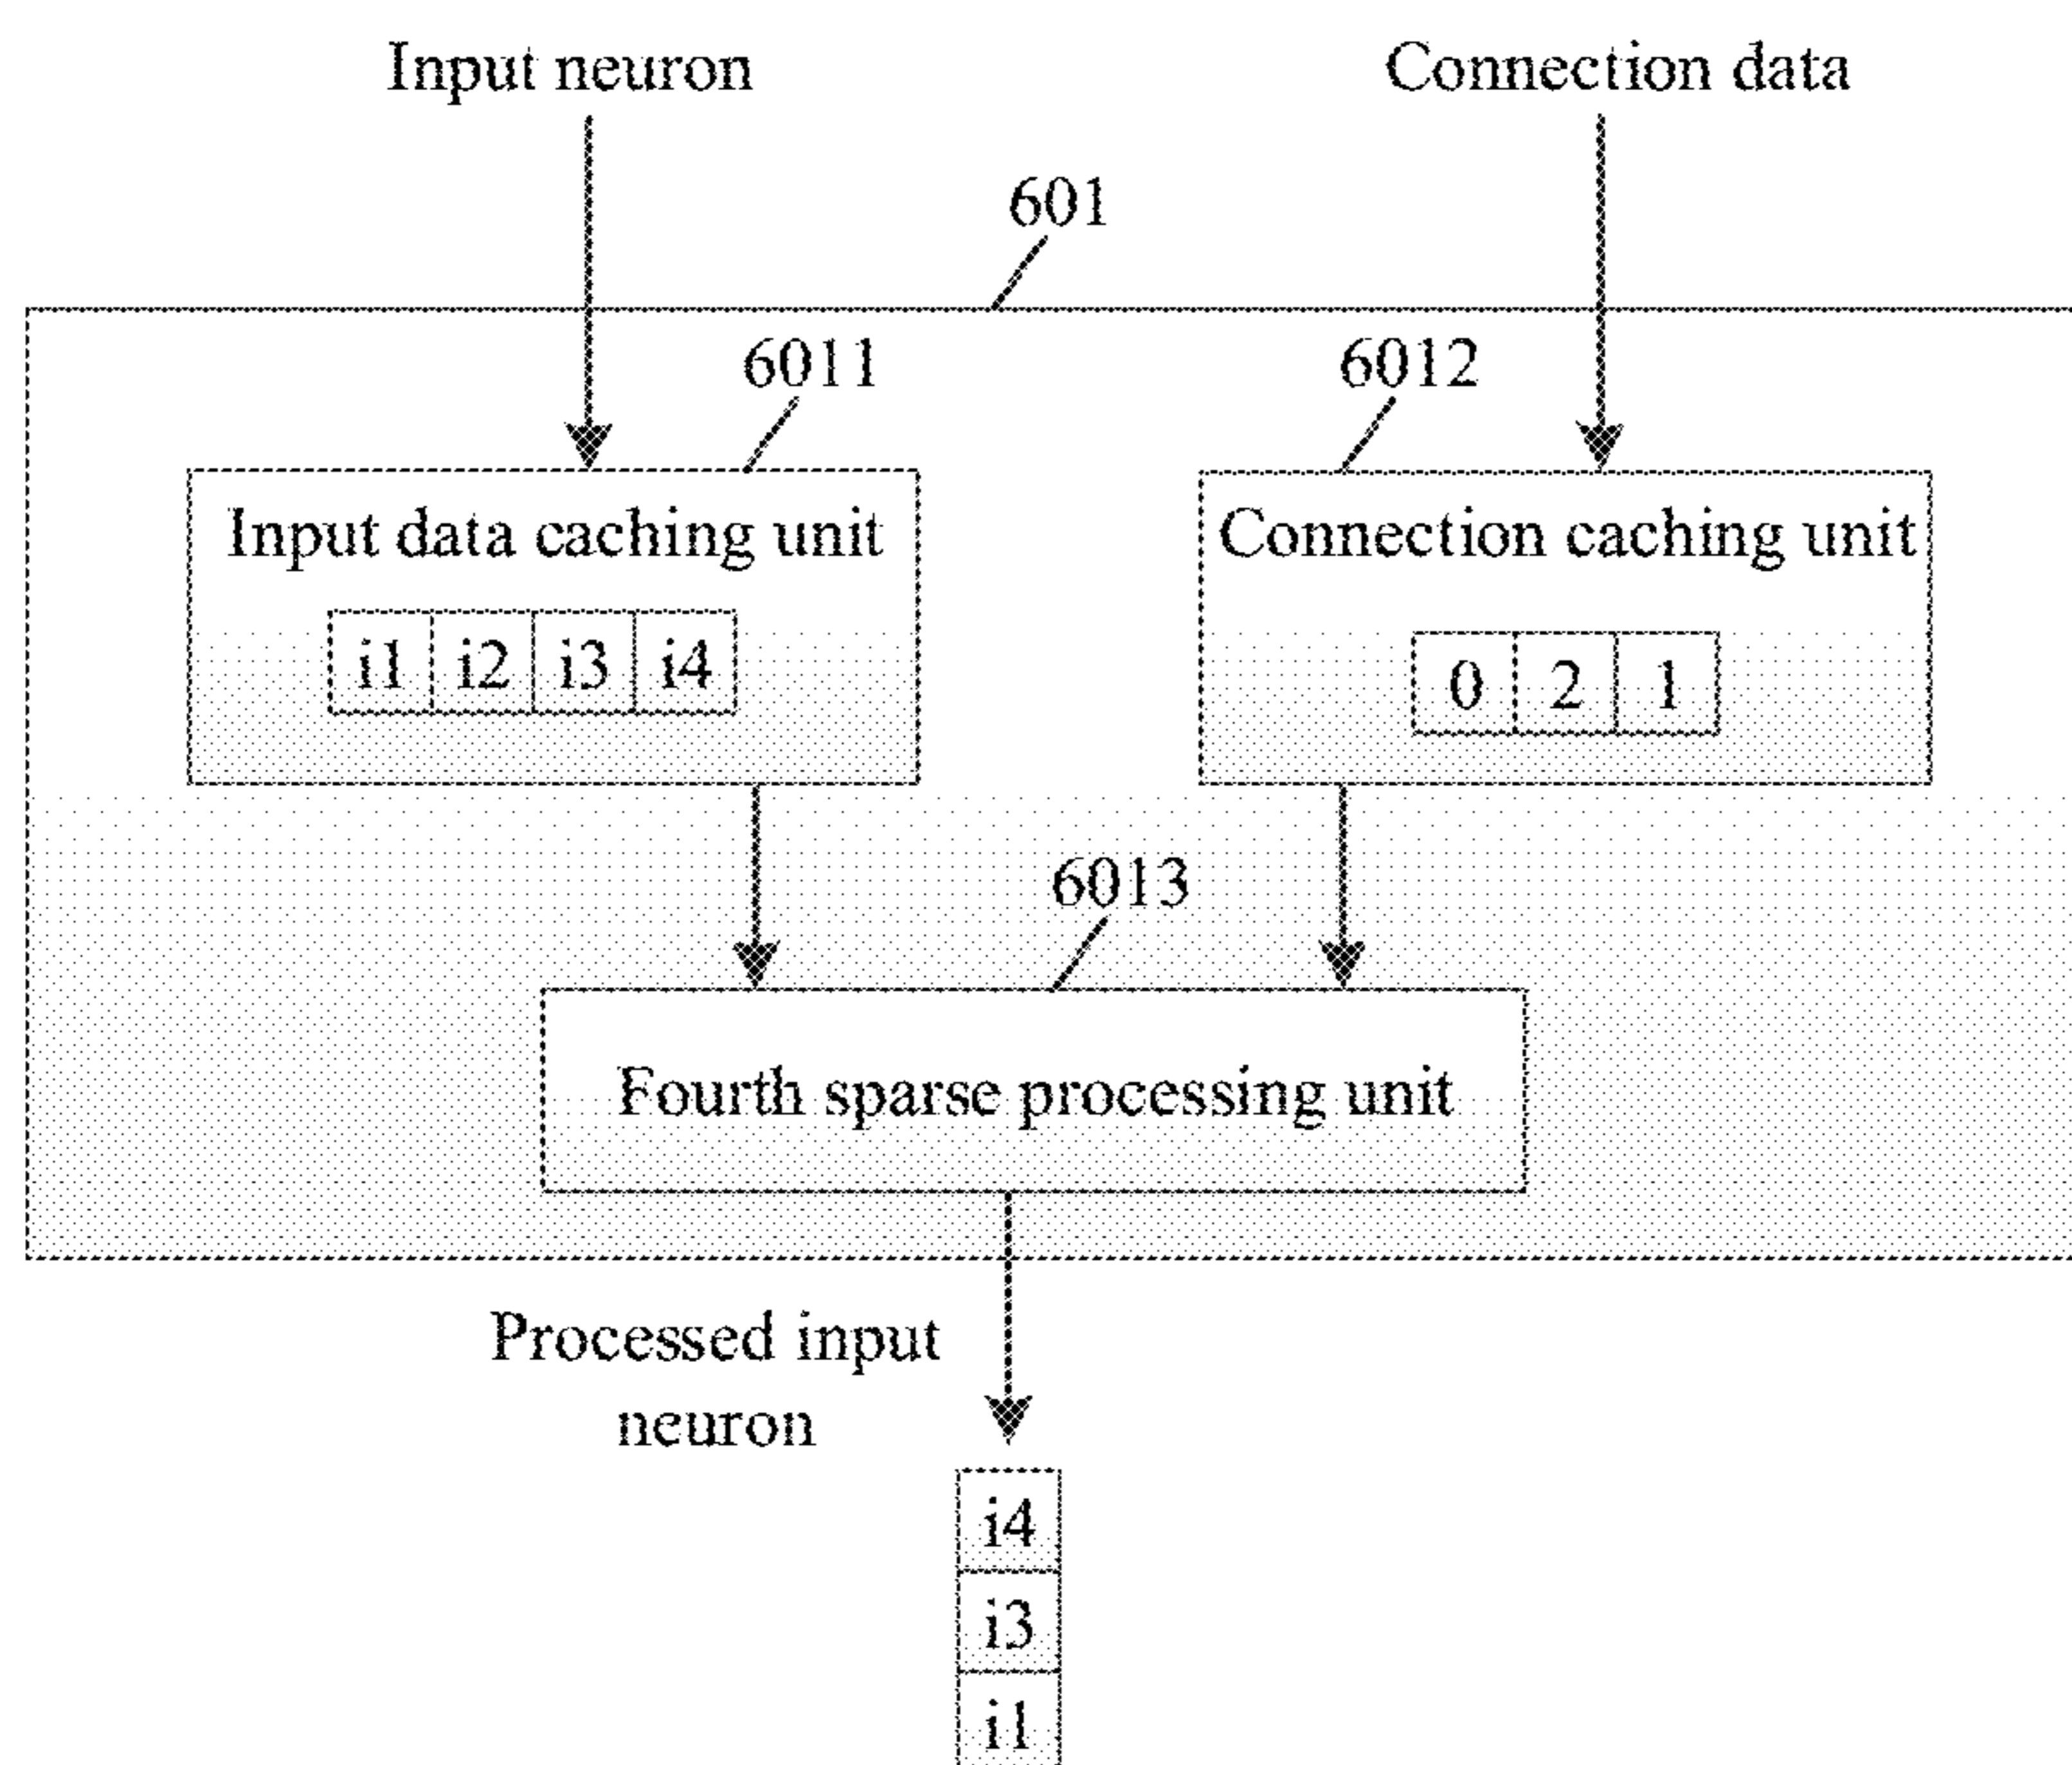 Input neuron
Connection data
601
6011
6012
Input data caching unit
Connection caching unit
i1 i2 i3 i4
0 2 1
6013
Fourth sparse processing unit
Processed input
neuron
i4
i3
i1